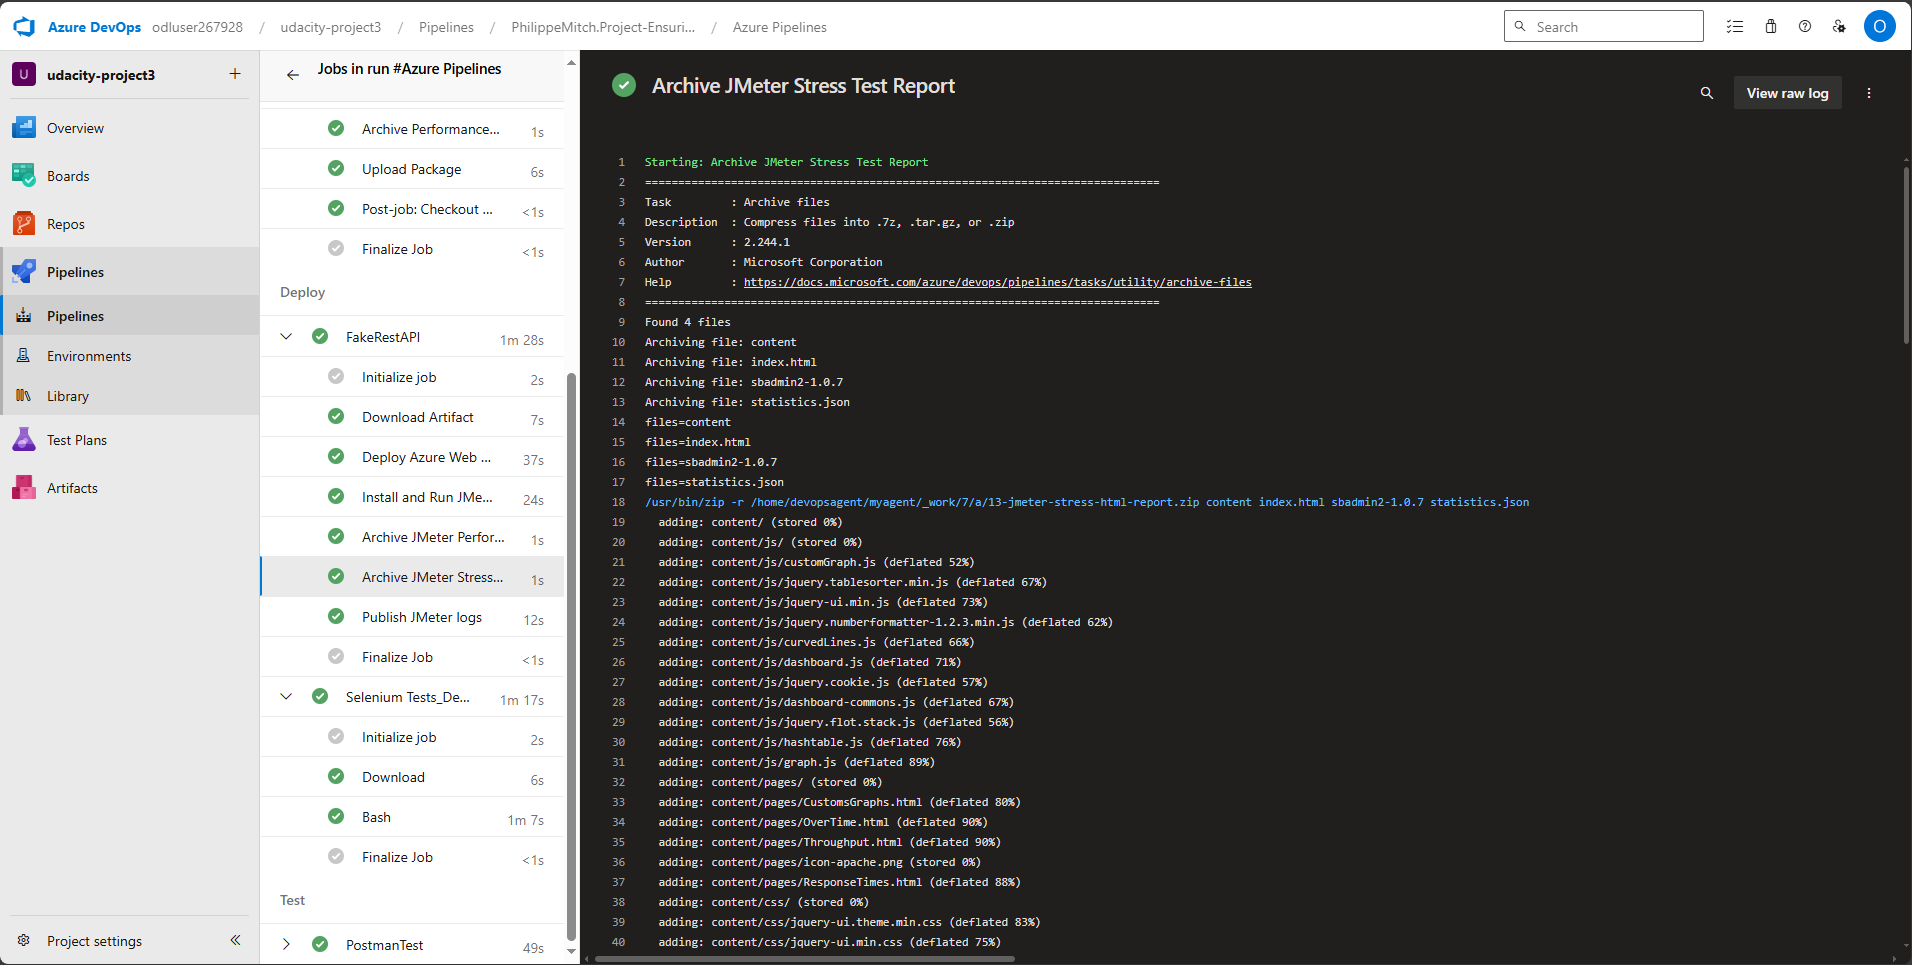 Azure DevOps odluser267928 / udacity-project3 / Pipelines / PhilippeMitch.Project-Ensuri... / Azure Pipelines
Search
O
U udacity-project3 +
Overview
Boards
Repos
Pipelines
Pipelines
Environments
Library
Test Plans
Artifacts
Project settings
Jobs in run #Azure Pipelines
Archive Performance... 1s
Upload Package 6s
Post-job: Checkout ... <1s
Finalize Job <1s
Deploy
FakeRestAPI 1m 28s
Initialize job 2s
Download Artifact 7s
Deploy Azure Web ... 37s
Install and Run JMe... 24s
Archive JMeter Perfor... 1s
Archive JMeter Stress... 1s
Publish JMeter logs 12s
Finalize Job <1s
Selenium Tests_De... 1m 17s
Initialize job 2s
Download 6s
Bash 1m 7s
Finalize Job <1s
Test
PostmanTest 49s
Archive JMeter Stress Test Report
View raw log
1 Starting: Archive JMeter Stress Test Report
2 ==============================================================================
3 Task         : Archive files
4 Description  : Compress files into .7z, .tar.gz, or .zip
5 Version      : 2.244.1
6 Author       : Microsoft Corporation
7 Help         : https://docs.microsoft.com/azure/devops/pipelines/tasks/utility/archive-files
8 ==============================================================================
9 Found 4 files
10 Archiving file: content
11 Archiving file: index.html
12 Archiving file: sbadmin2-1.0.7
13 Archiving file: statistics.json
14 files=content
15 files=index.html
16 files=sbadmin2-1.0.7
17 files=statistics.json
18 /usr/bin/zip -r /home/devopsagent/myagent/_work/7/a/13-jmeter-stress-html-report.zip content index.html sbadmin2-1.0.7 statistics.json
19 adding: content/ (stored 0%)
20 adding: content/js/ (stored 0%)
21 adding: content/js/customGraph.js (deflated 52%)
22 adding: content/js/jquery.tablesorter.min.js (deflated 67%)
23 adding: content/js/jquery-ui.min.js (deflated 73%)
24 adding: content/js/jquery.numberformatter-1.2.3.min.js (deflated 62%)
25 adding: content/js/curvedLines.js (deflated 66%)
26 adding: content/js/dashboard.js (deflated 71%)
27 adding: content/js/jquery.cookie.js (deflated 57%)
28 adding: content/js/dashboard-commons.js (deflated 67%)
29 adding: content/js/jquery.flot.stack.js (deflated 56%)
30 adding: content/js/hashtable.js (deflated 76%)
31 adding: content/js/graph.js (deflated 89%)
32 adding: content/pages/ (stored 0%)
33 adding: content/pages/CustomsGraphs.html (deflated 80%)
34 adding: content/pages/OverTime.html (deflated 90%)
35 adding: content/pages/Throughput.html (deflated 90%)
36 adding: content/pages/icon-apache.png (stored 0%)
37 adding: content/pages/ResponseTimes.html (deflated 88%)
38 adding: content/css/ (stored 0%)
39 adding: content/css/jquery-ui.theme.min.css (deflated 83%)
40 adding: content/css/jquery-ui.min.css (deflated 75%)